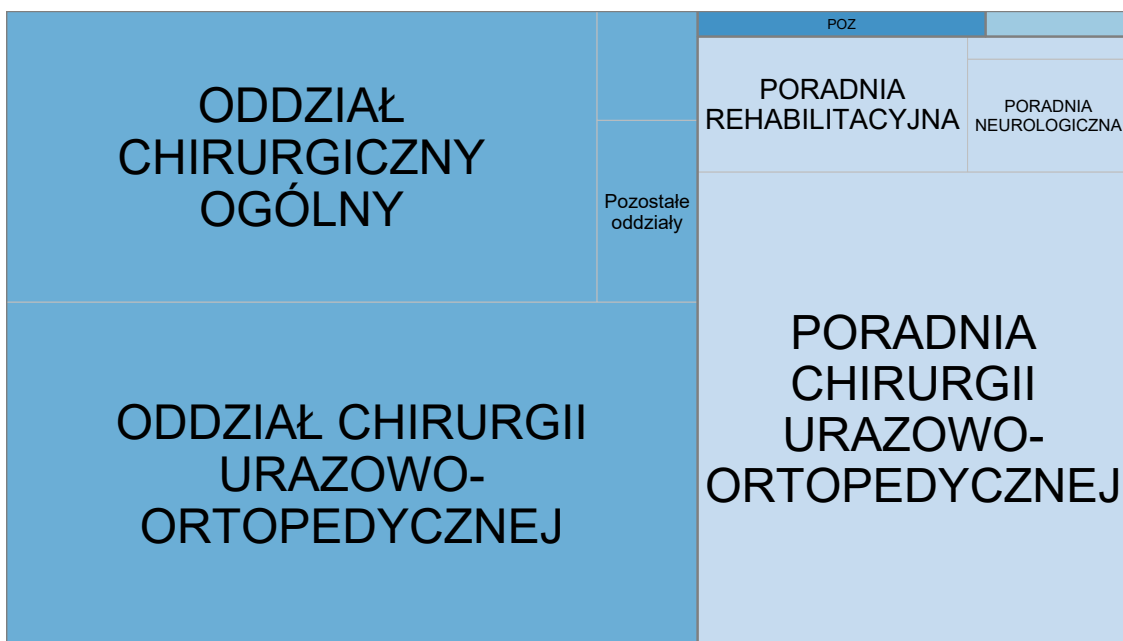 ODDZIAŁ
CHIRURGICZNY
OGÓLNY
Pozostałe
oddziały
ODDZIAŁ CHIRURGII
URAZOWO-
ORTOPEDYCZNEJ
POZ
PORADNIA
REHABILITACYJNA
PORADNIA
NEUROLOGICZNA
PORADNIA
CHIRURGII
URAZOWO-
ORTOPEDYCZNEJ